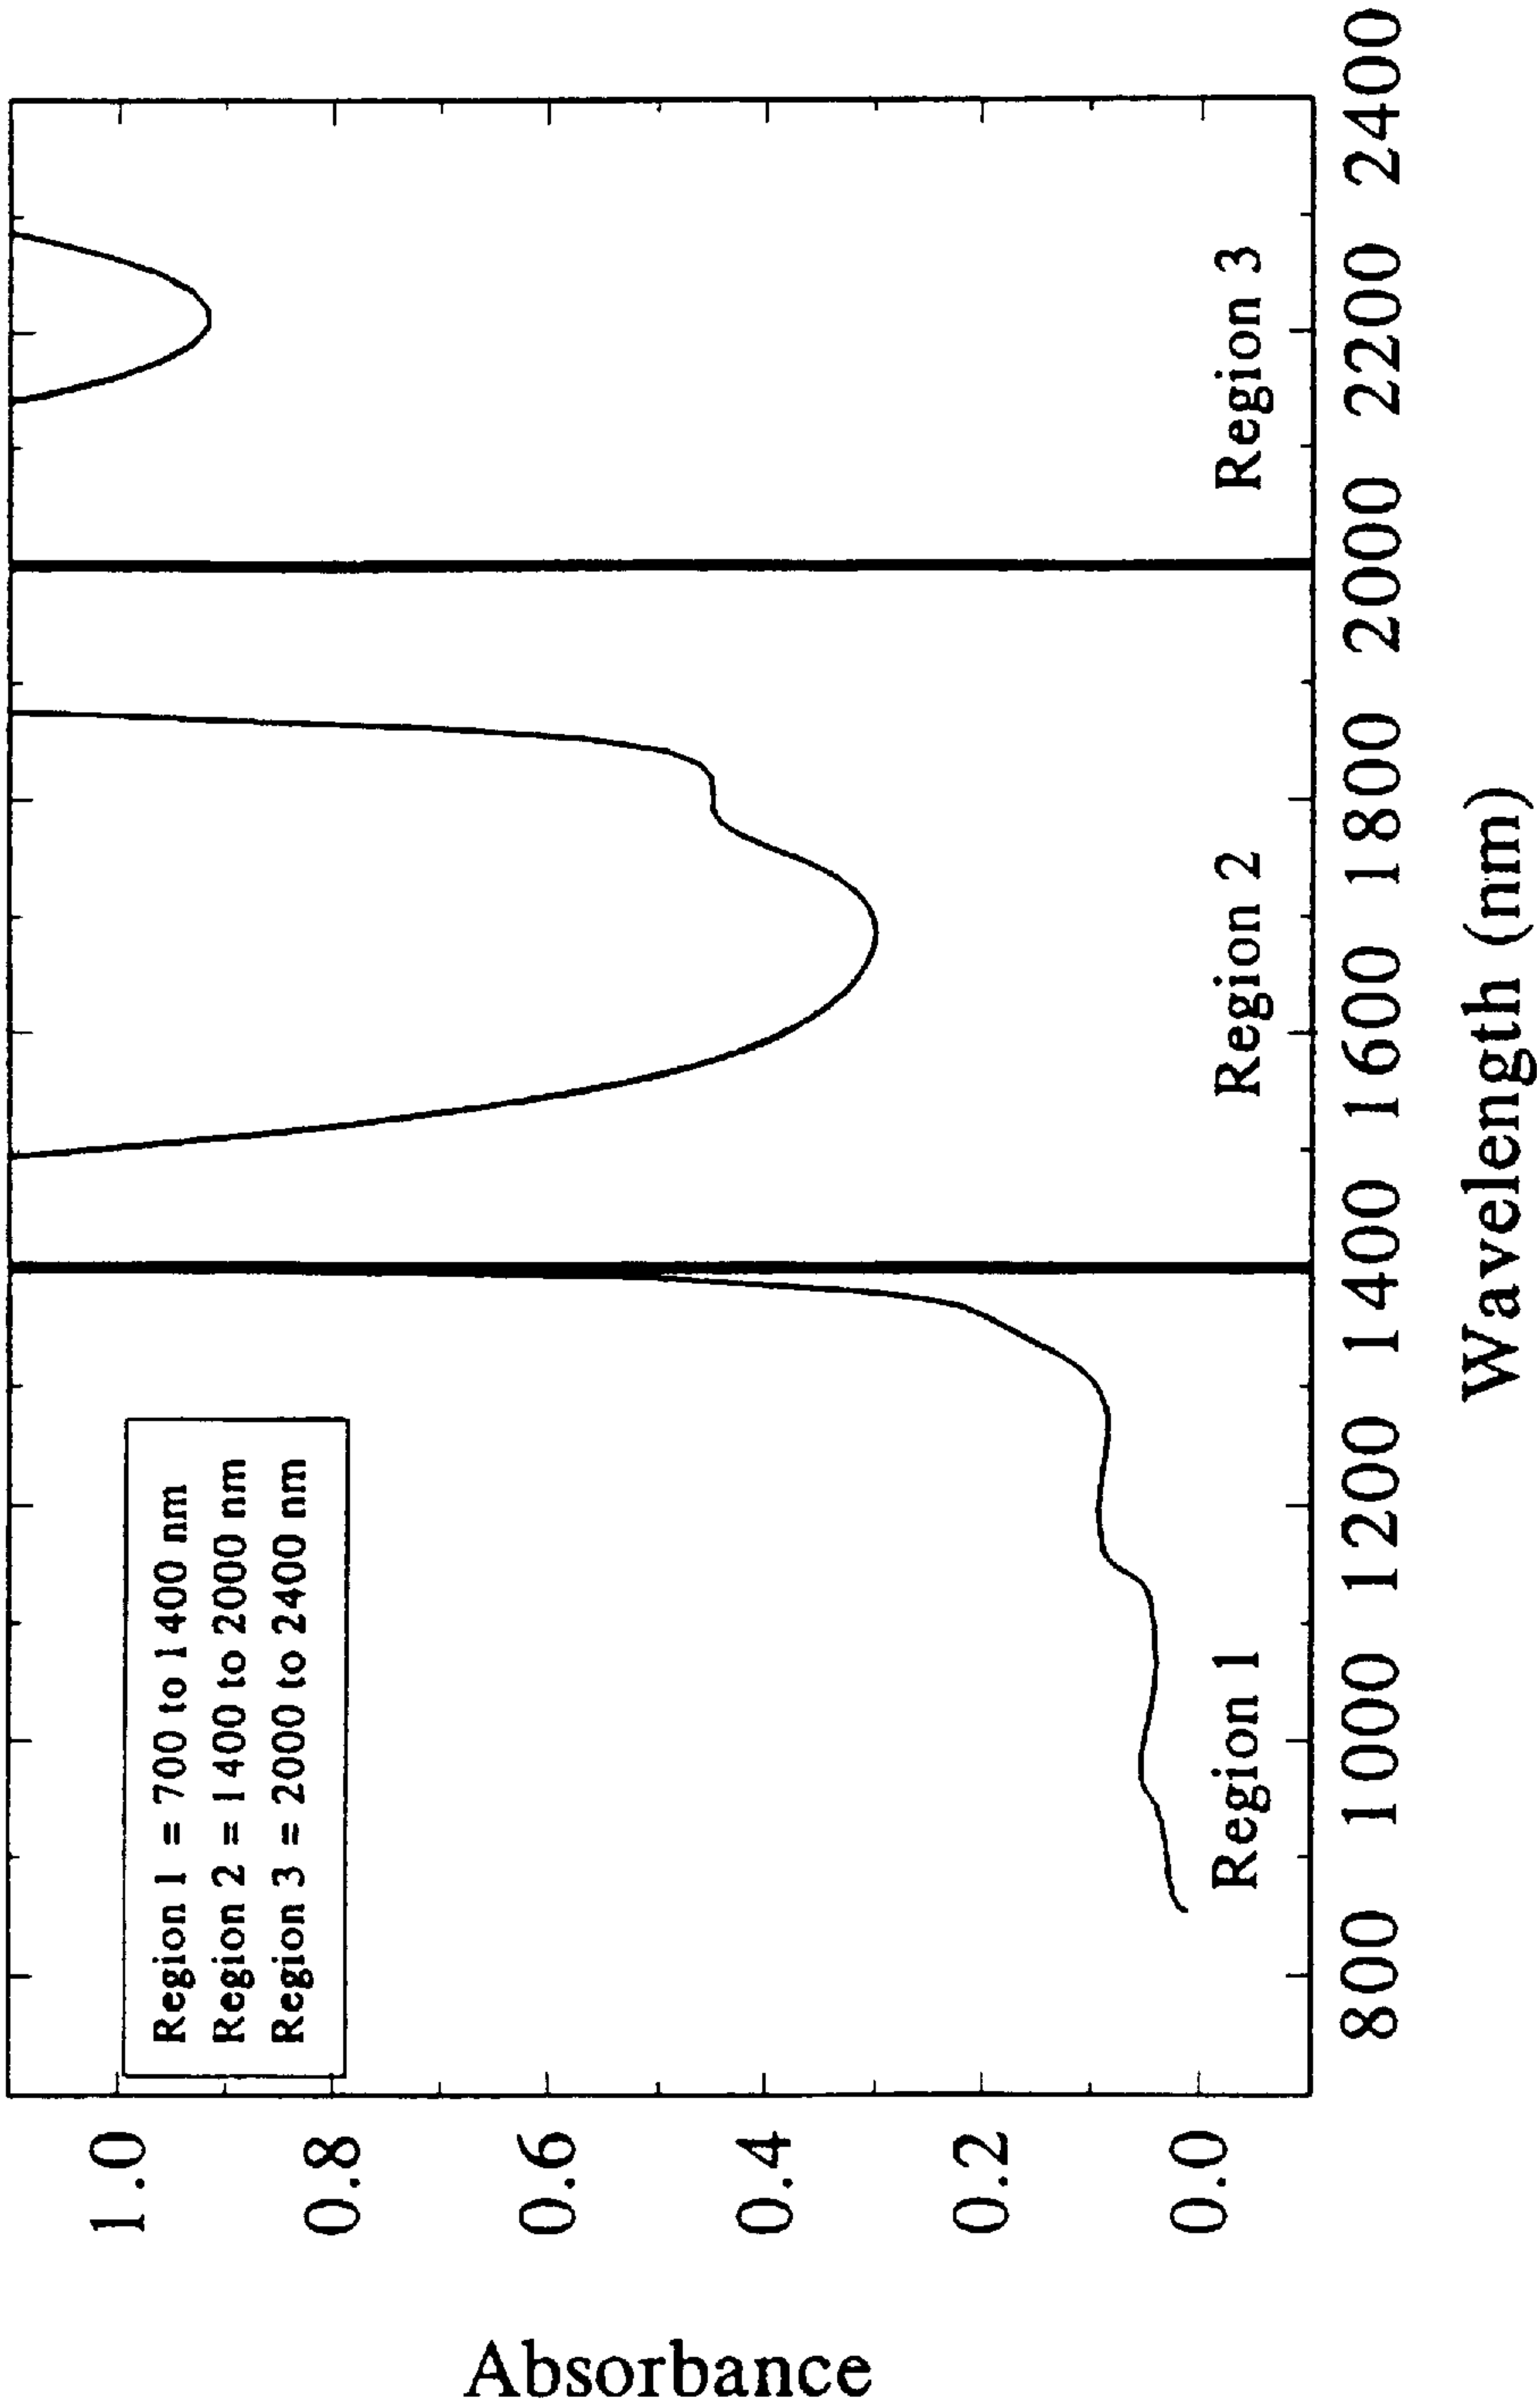 Region 1 = 700 to 1400 nm
Region 2 = 1400 to 2000 nm
Region 3 = 2000 to 2400 nm
1.0
0.8
0.6
0.4
0.2
0.0
Absorbance
Region 1
Region 2
Region 3
800 1000 1200 1400 1600 1800 2000 2200 2400
Wavelength (nm)